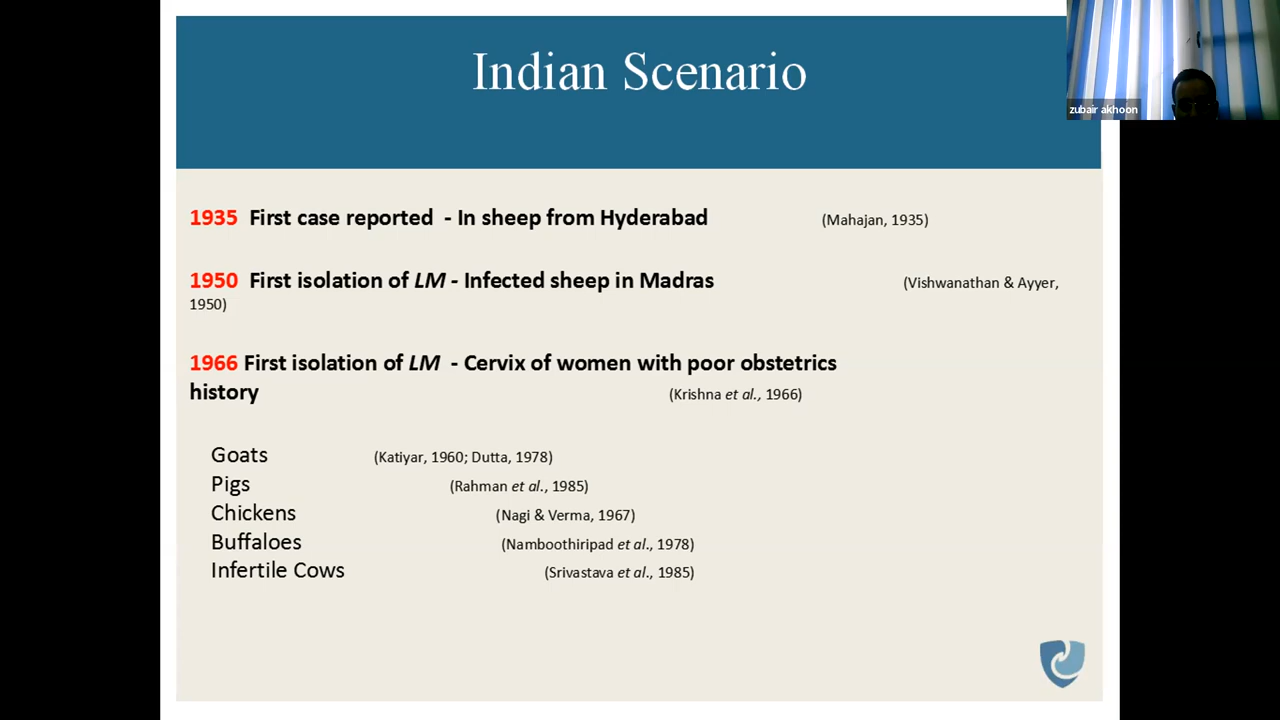 Indian Scenario
zubair akhoon
1935 First case reported - In sheep from Hyderabad (Mahajan, 1935)
1950 First isolation of LM - Infected sheep in Madras (Vishwanathan & Ayyer,
1950)
1966 First isolation of LM - Cervix of women with poor obstetrics
history (Krishna et al., 1966)
Goats (Katiyar, 1960; Dutta, 1978)
Pigs (Rahman et al., 1985)
Chickens (Nagi & Verma, 1967)
Buffaloes (Namboothiripad et al., 1978)
Infertile Cows (Srivastava et al., 1985)